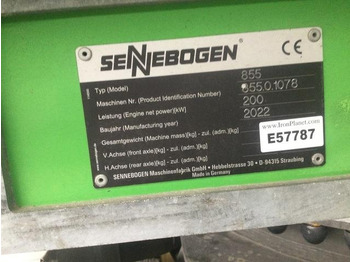 SENNEBOGEN CE
Typ (Model) 855
Maschinen Nr. (Product Identification Number) 855.0.1078
Leistung (Engine net power)[kW] 200
Baujahr (Manufacturing year) 2022
Gesamtgewicht (Machine mass)[kg] - zul. (adm.)[kg]
V.Achse (front axle)[kg] - zul. (adm.)[kg]
H.Achse (rear axle)[kg] - zul. (adm.)[kg]
SENNEBOGEN Maschinenfabrik GmbH • Hebbelstrasse 30 • D-94315 Straubing
Made in Germany
www.IronPlanet.com
E57787